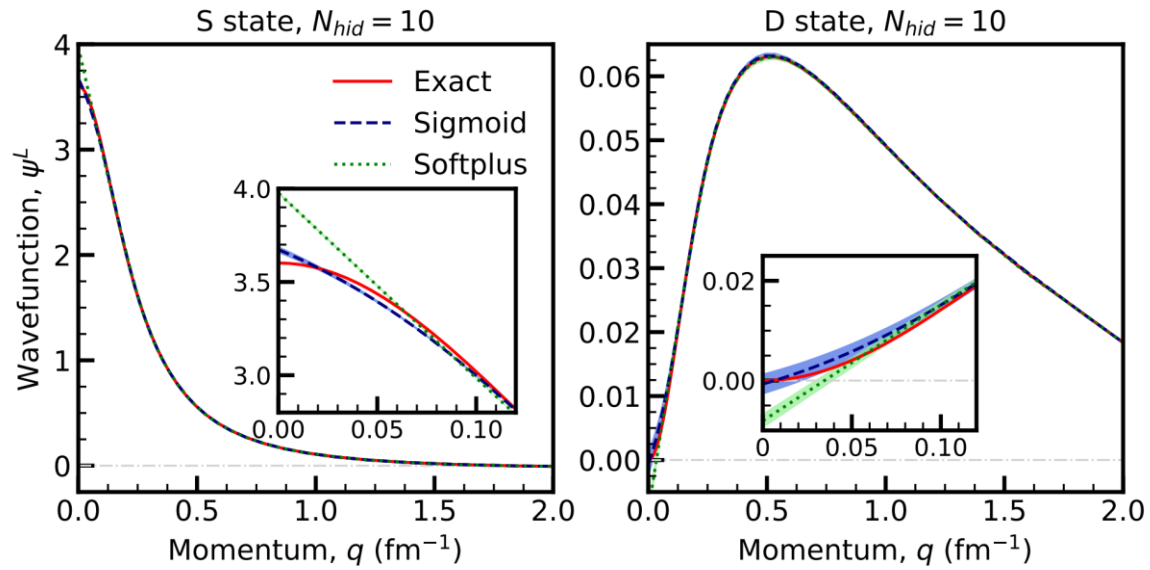 S state, N_hid = 10
Wavefunction, ψ^L
4
3
2
1
0
Exact
Sigmoid
Softplus
4.0
3.5
3.0
0.00 0.05 0.10
0.0 0.5 1.0 1.5 2.0
Momentum, q (fm⁻¹)
D state, N_hid = 10
0.06
0.05
0.04
0.03
0.02
0.01
0.00
0.02
0.00
0 0.05 0.10
0.0 0.5 1.0 1.5 2.0
Momentum, q (fm⁻¹)